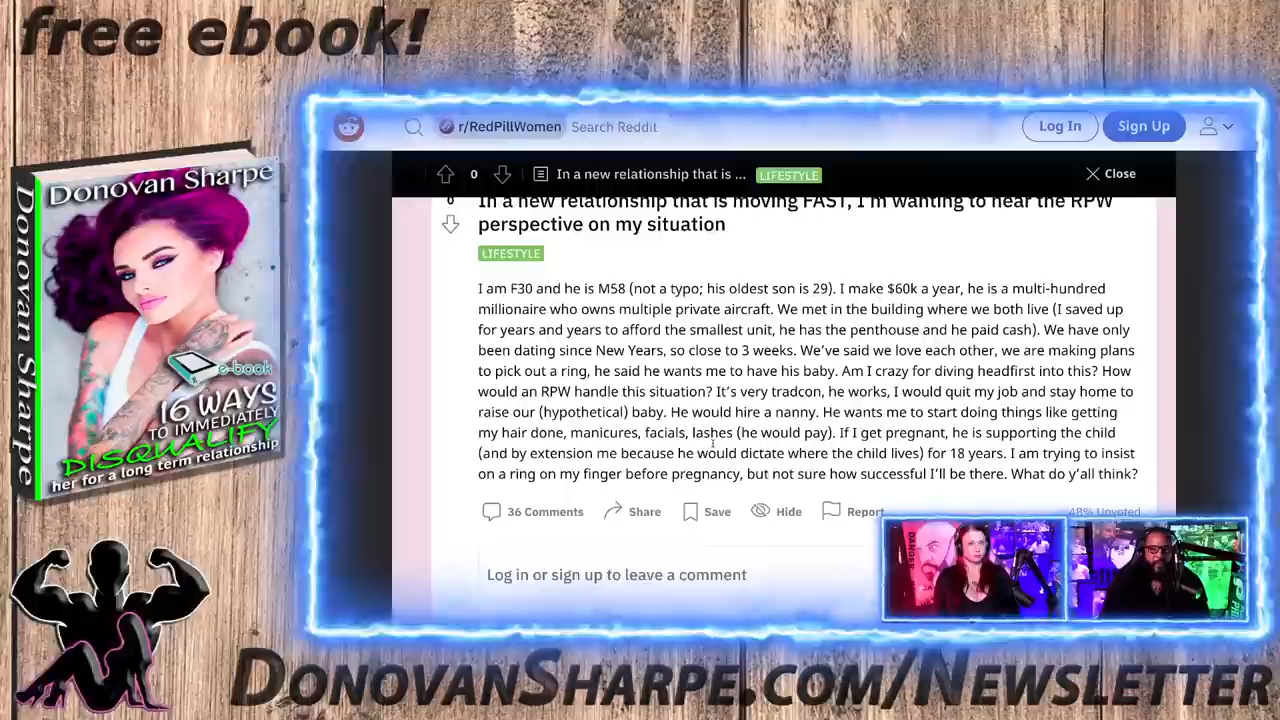 free ebook!
Donovan Sharpe
Donovan Sharpe
e-book
16 WAYS
TO IMMEDIATELY
DISQUALIFY
her for a long term relationship
r/RedPillWomen Search Reddit
Log In
Sign Up
0
In a new relationship that is ...
LIFESTYLE
Close
0
In a new relationship that is moving FAST, I'm wanting to hear the RPW
perspective on my situation
LIFESTYLE
I am F30 and he is M58 (not a typo; his oldest son is 29). I make $60k a year, he is a multi-hundred
millionaire who owns multiple private aircraft. We met in the building where we both live (I saved up
for years and years to afford the smallest unit, he has the penthouse and he paid cash). We have only
been dating since New Years, so close to 3 weeks. We've said we love each other, we are making plans
to pick out a ring, he said he wants me to have his baby. Am I crazy for diving headfirst into this? How
would an RPW handle this situation? It's very tradcon, he works, I would quit my job and stay home to
raise our (hypothetical) baby. He would hire a nanny. He wants me to start doing things like getting
my hair done, manicures, facials, lashes (he would pay). If I get pregnant, he is supporting the child
(and by extension me because he would dictate where the child lives) for 18 years. I am trying to insist
on a ring on my finger before pregnancy, but not sure how successful I'll be there. What do y'all think?
36 Comments Share Save Hide Report
48% Upvoted
Log in or sign up to leave a comment
DANGER
DonovanSharpe.com/Newsletter